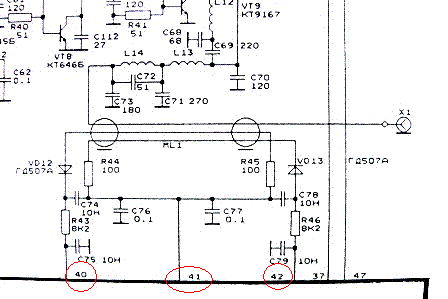 120
R40
51
VT8
КТ646Б
C112
27
120
R41
51
C68
68
L12
VT9
КТ9167
C69 220
L14
L13
C62
0.1
C72
51
C73
180
C71 270
C70
120
X1
ML1
VD12
ГД507А
R44
100
R45
100
VD13
ГД507А
C74
10Н
C78
10Н
R43
8К2
C76
0.1
C77
0.1
R46
8К2
C75 10Н
C79 10Н
40
41
42
37
47